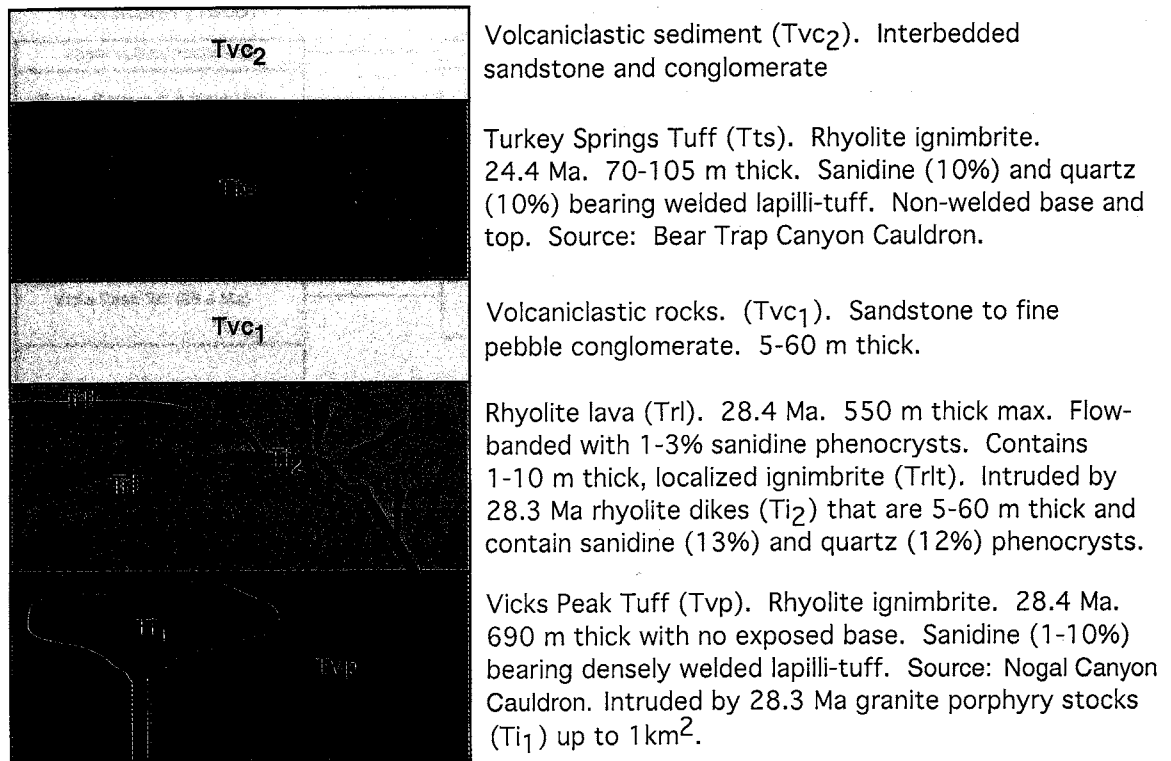 Tvc2
Volcaniclastic sediment (Tvc2). Interbedded
sandstone and conglomerate
Tts
Turkey Springs Tuff (Tts). Rhyolite ignimbrite.
24.4 Ma. 70-105 m thick. Sanidine (10%) and quartz
(10%) bearing welded lapilli-tuff. Non-welded base and
top. Source: Bear Trap Canyon Cauldron.
Tvc1
Volcaniclastic rocks. (Tvc1). Sandstone to fine
pebble conglomerate. 5-60 m thick.
Ti2
Trl
Rhyolite lava (Trl). 28.4 Ma. 550 m thick max. Flow-
banded with 1-3% sanidine phenocrysts. Contains
1-10 m thick, localized ignimbrite (Trlt). Intruded by
28.3 Ma rhyolite dikes (Ti2) that are 5-60 m thick and
contain sanidine (13%) and quartz (12%) phenocrysts.
Ti1
Tvp
Vicks Peak Tuff (Tvp). Rhyolite ignimbrite. 28.4 Ma.
690 m thick with no exposed base. Sanidine (1-10%)
bearing densely welded lapilli-tuff. Source: Nogal Canyon
Cauldron. Intruded by 28.3 Ma granite porphyry stocks
(Ti1) up to 1km2.